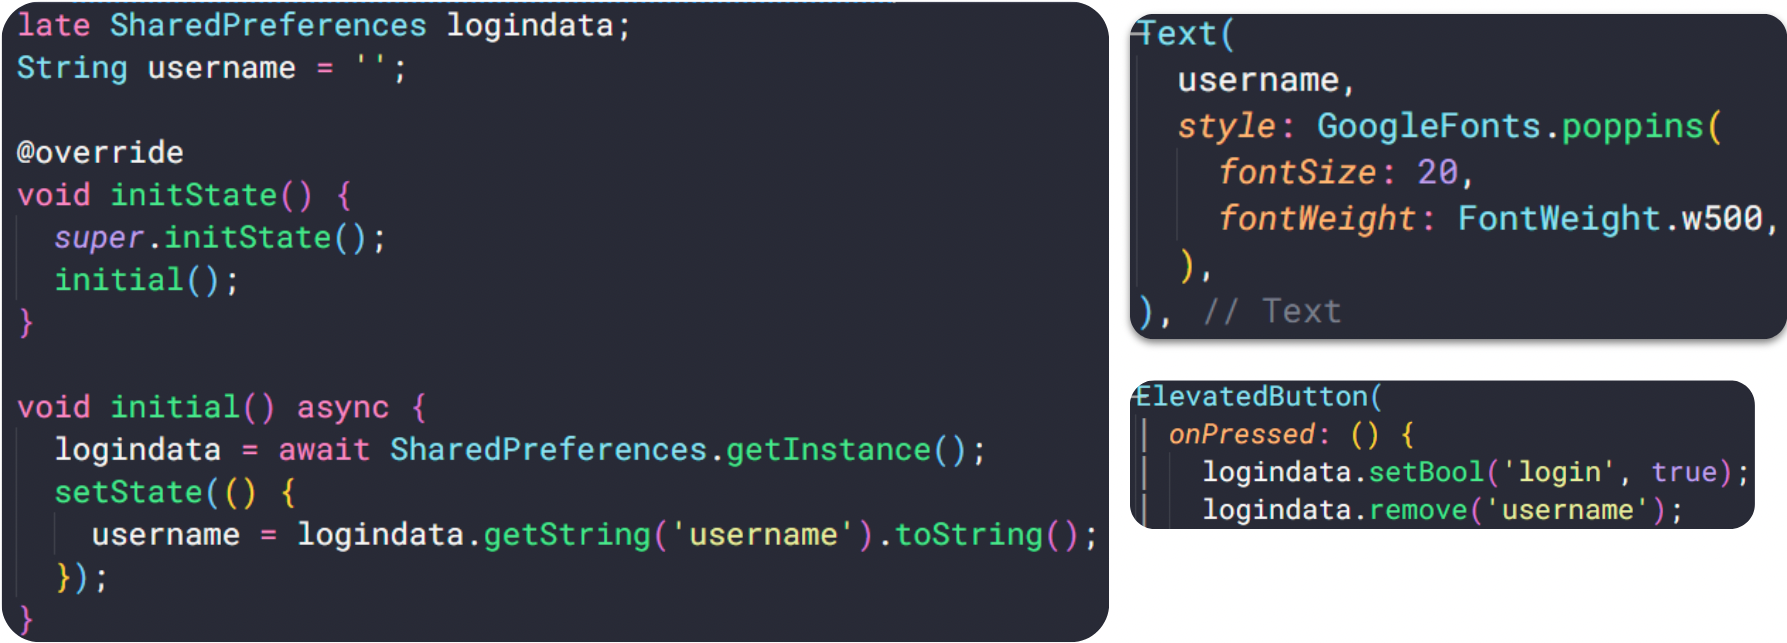 late SharedPreferences logindata;
String username = '';
@override
void initState() {
super.initState();
initial();
}
void initial() async {
logindata = await SharedPreferences.getInstance();
setState(() {
username = logindata.getString('username').toString();
});
}
Text(
username,
style: GoogleFonts.poppins(
fontSize: 20,
fontWeight: FontWeight.w500,
),
), // Text
ElevatedButton(
onPressed: () {
logindata.setBool('login', true);
logindata.remove('username');